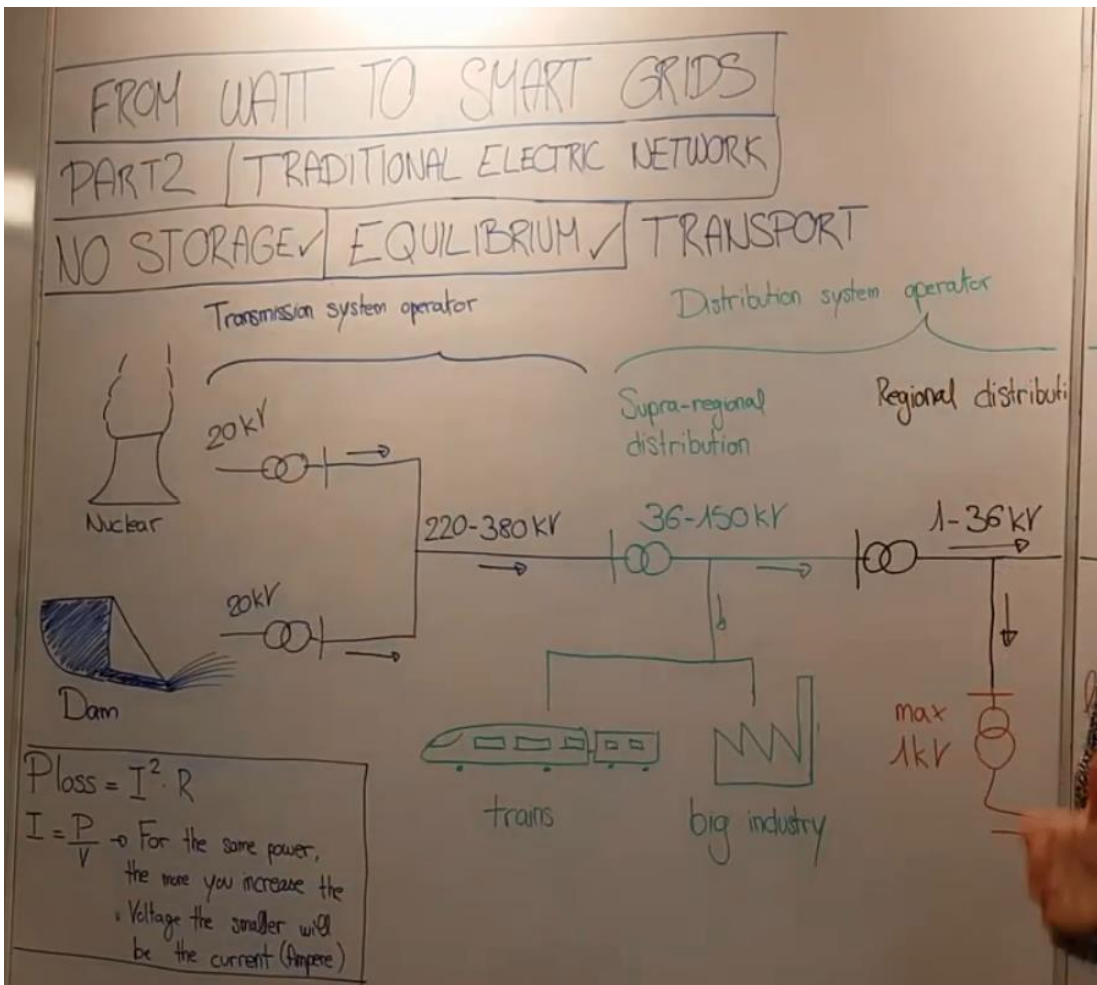 FROM WATT TO SMART GRIDS
PART2 TRADITIONAL ELECTRIC NETWORK
NO STORAGE✓ EQUILIBRIUM✓ TRANSPORT
Transmission system operator
Distribution system operator
Supra-regional
distribution
Regional distributi
20kV
Nuclear
220-380kV
36-150kV
1-36kV
20kV
Dam
max
1kV
trains
big industry
Ploss = I². R
I = P/V → For the same power,
the more you increase the
Voltage the smaller will
be the current (Ampere)